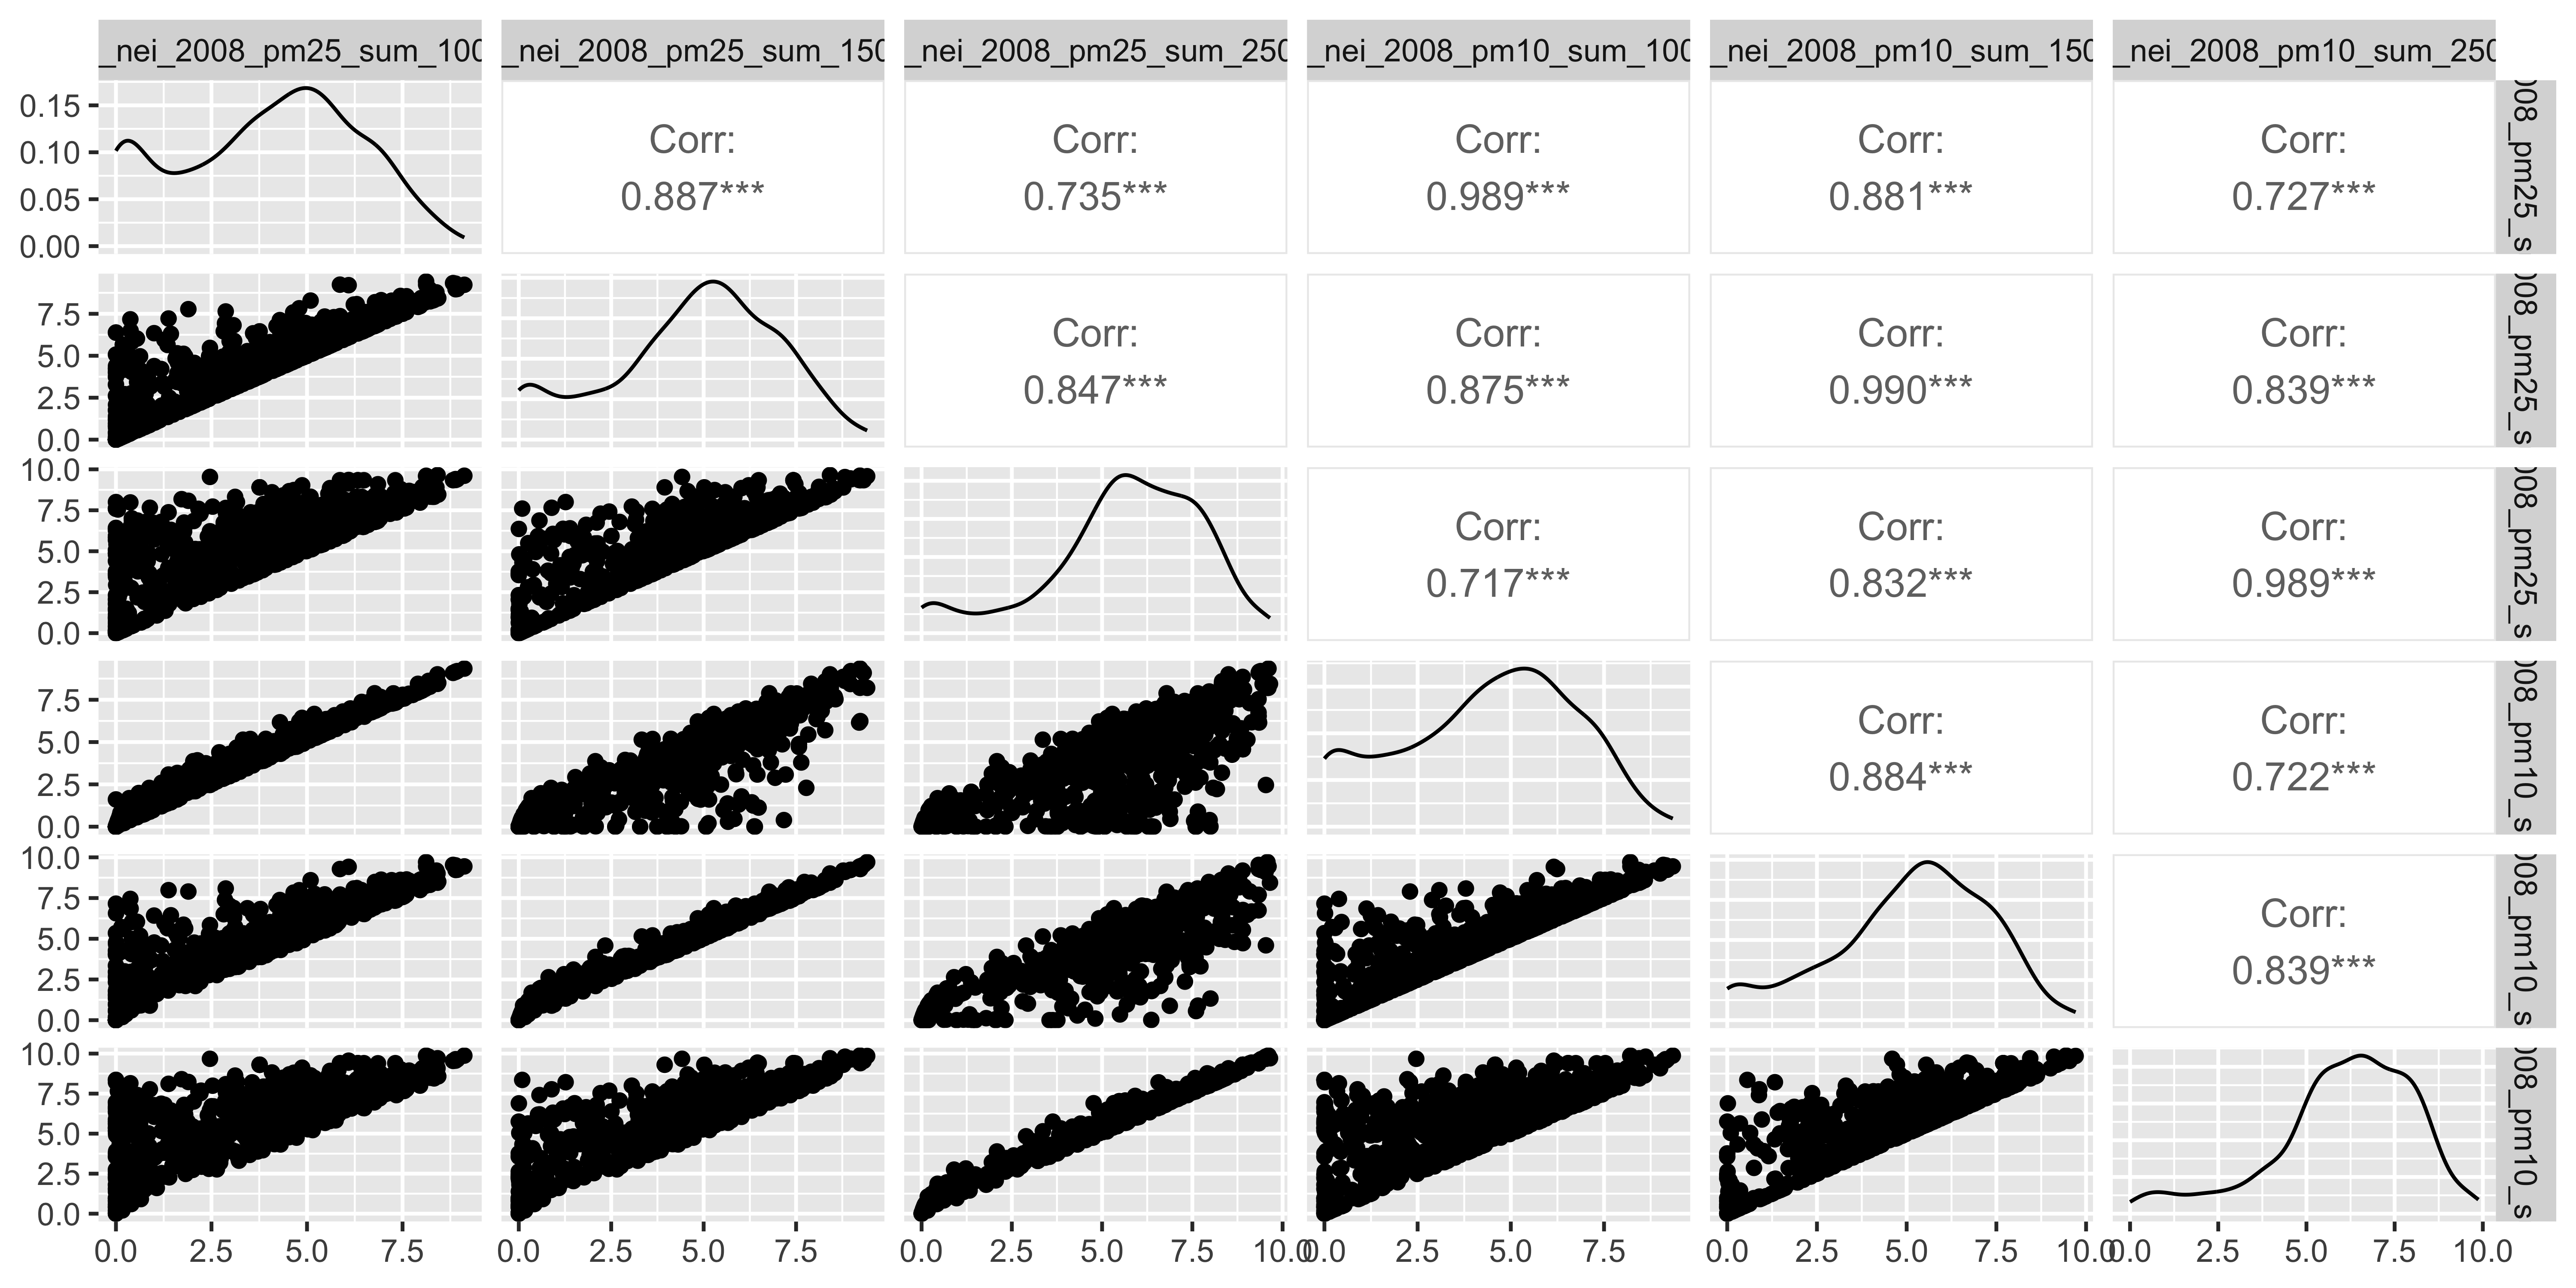 _nei_2008_pm25_sum_100 _nei_2008_pm25_sum_150 _nei_2008_pm25_sum_250 _nei_2008_pm10_sum_100 _nei_2008_pm10_sum_150 _nei_2008_pm10_sum_250
0.15
0.10
0.05
0.00
Corr:
0.887***
Corr:
0.735***
Corr:
0.989***
Corr:
0.881***
Corr:
0.727***
008_pm25_s
7.5
5.0
2.5
0.0
Corr:
0.847***
Corr:
0.875***
Corr:
0.990***
Corr:
0.839***
008_pm25_s
10.0
7.5
5.0
2.5
0.0
Corr:
0.717***
Corr:
0.832***
Corr:
0.989***
008_pm25_s
7.5
5.0
2.5
0.0
Corr:
0.884***
Corr:
0.722***
008_pm10_s
10.0
7.5
5.0
2.5
0.0
Corr:
0.839***
008_pm10_s
10.0
7.5
5.0
2.5
0.0
008_pm10_s
0.0 2.5 5.0 7.5 0.0 2.5 5.0 7.5 0.0 2.5 5.0 7.5 10.0 0.0 2.5 5.0 7.5 0.0 2.5 5.0 7.5 10.0 0.0 2.5 5.0 7.5 10.0